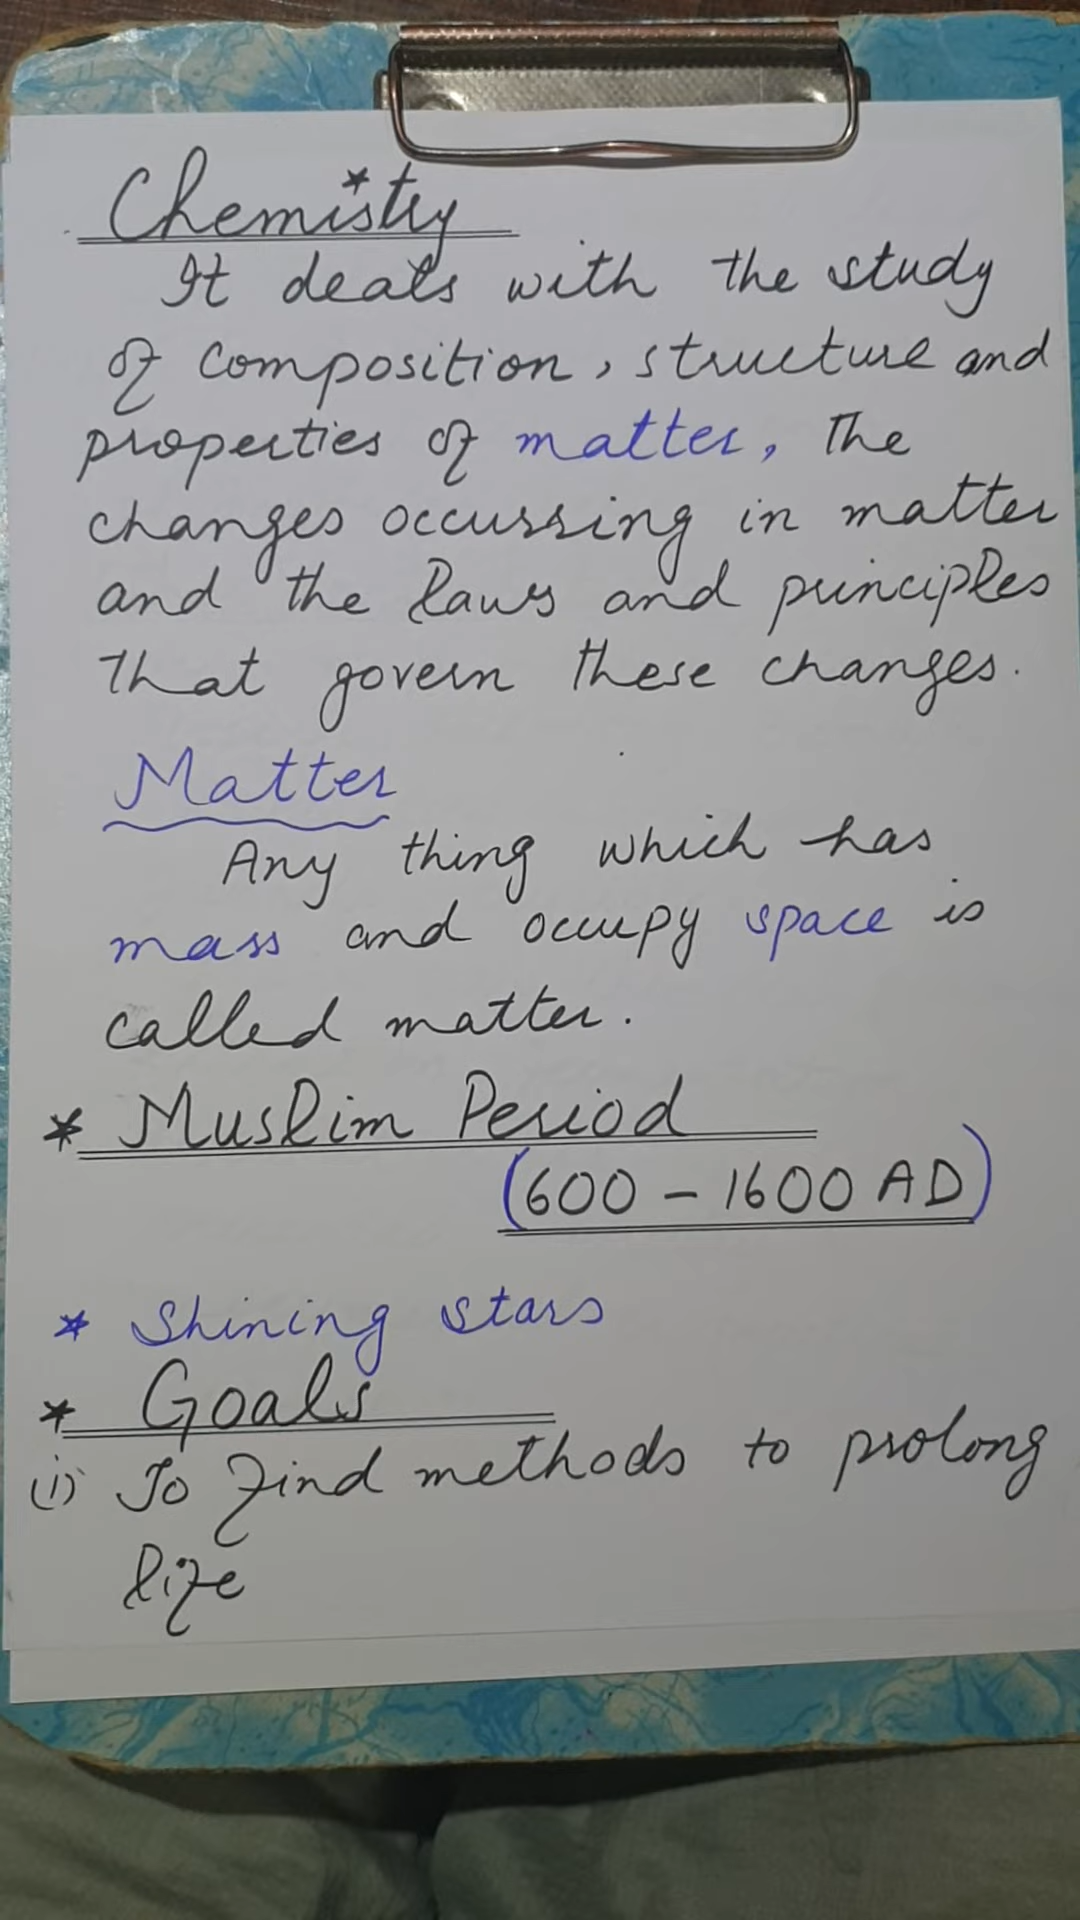 Chemistry
It deals with the study
of composition, structure and
properties of matter, the
changes occurring in matter
and the laws and principles
that govern these changes.
Matter
Any thing which has
mass and occupy space is
called matter.
* Muslim Period
(600 - 1600 AD)
* Shining stars
* Goals
(i) To find methods to prolong
life